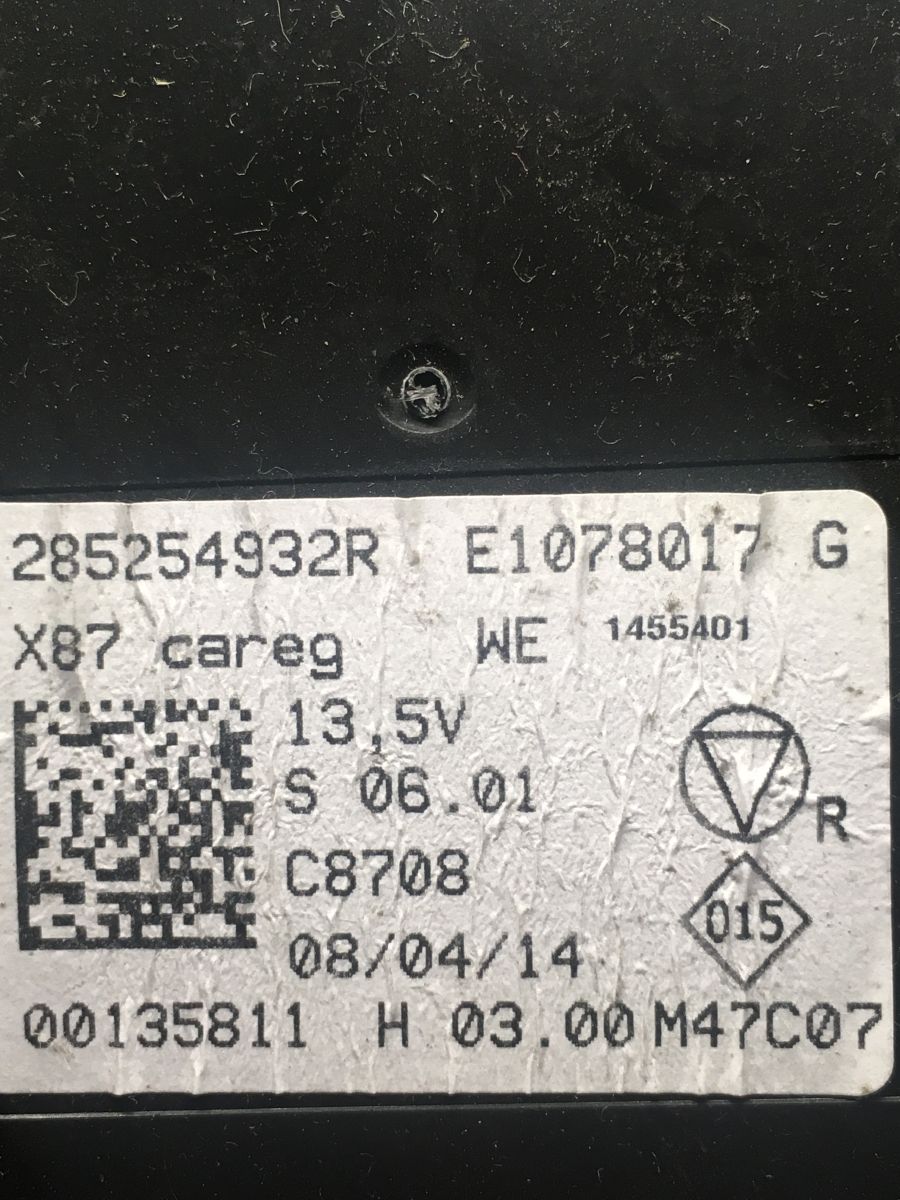 285254932R E1078017 G
X87 careg WE 1455401
13,5V
S 06.01
R
C8708
015
08/04/14
00135811 H 03.00 M47C07